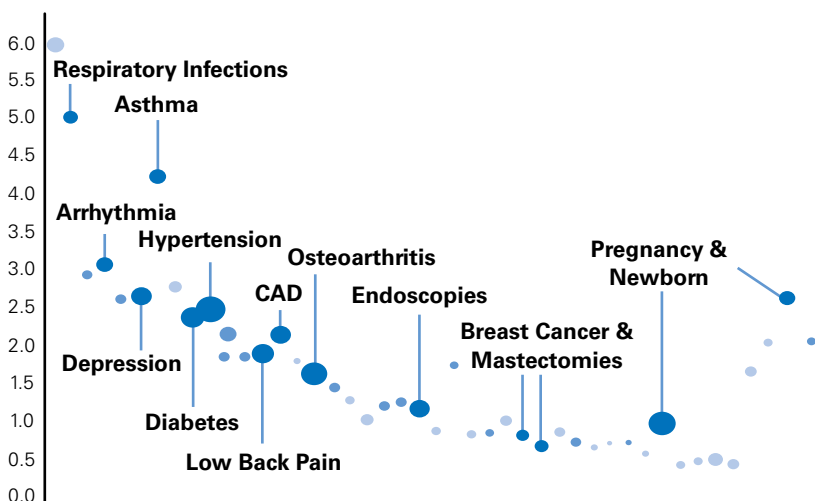 6.0
5.5
5.0
4.5
4.0
3.5
3.0
2.5
2.0
1.5
1.0
0.5
0.0
Respiratory Infections
Asthma
Arrhythmia
Hypertension
Osteoarthritis
CAD
Endoscopies
Pregnancy &
Newborn
Breast Cancer &
Mastectomies
Depression
Diabetes
Low Back Pain